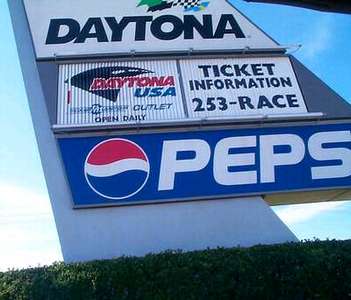 DAYTONA
DAYTONA
USA
OUTLET
OPEN DAILY
TICKET
INFORMATION
253-RACE
PEPS